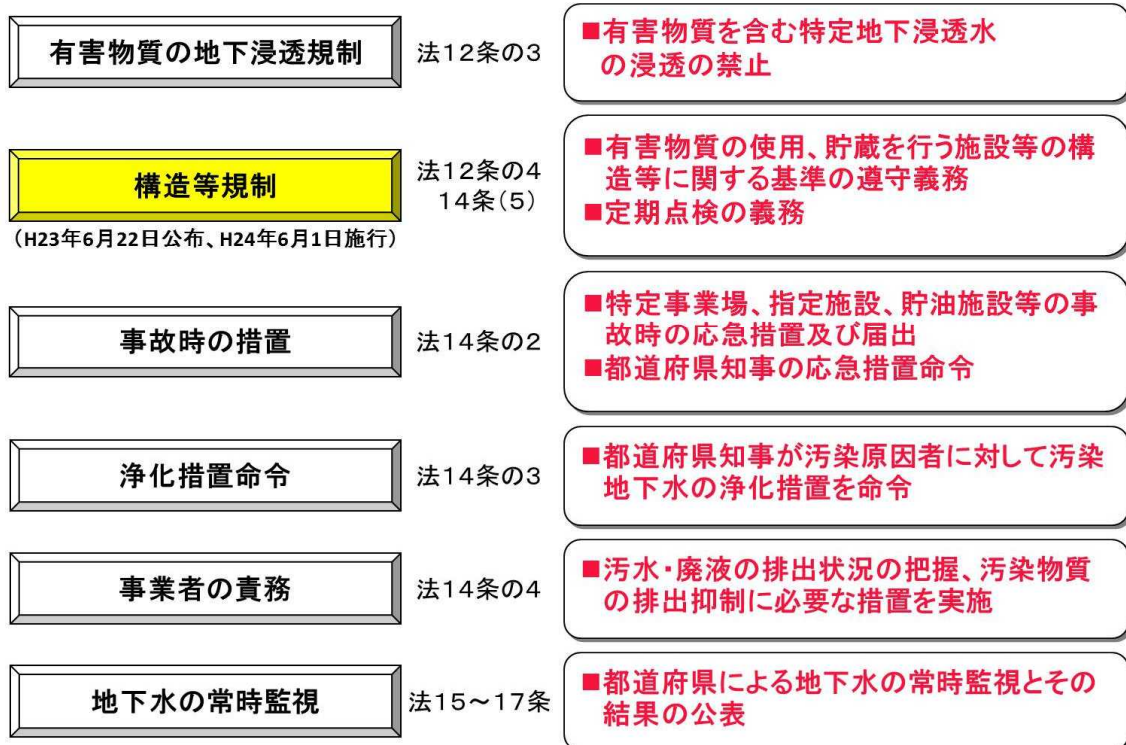 有害物質の地下浸透規制
法12条の3
■有害物質を含む特定地下浸透水
の浸透の禁止
構造等規制
(H23年6月22日公布、H24年6月1日施行)
法12条の4
14条(5)
■有害物質の使用、貯蔵を行う施設等の構
造等に関する基準の遵守義務
■定期点検の義務
事故時の措置
法14条の2
■特定事業場、指定施設、貯油施設等の事
故時の応急措置及び届出
■都道府県知事の応急措置命令
浄化措置命令
法14条の3
■都道府県知事が汚染原因者に対して汚染
地下水の浄化措置を命令
事業者の責務
法14条の4
■汚水・廃液の排出状況の把握、汚染物質
の排出抑制に必要な措置を実施
地下水の常時監視
法15～17条
■都道府県による地下水の常時監視とその
結果の公表